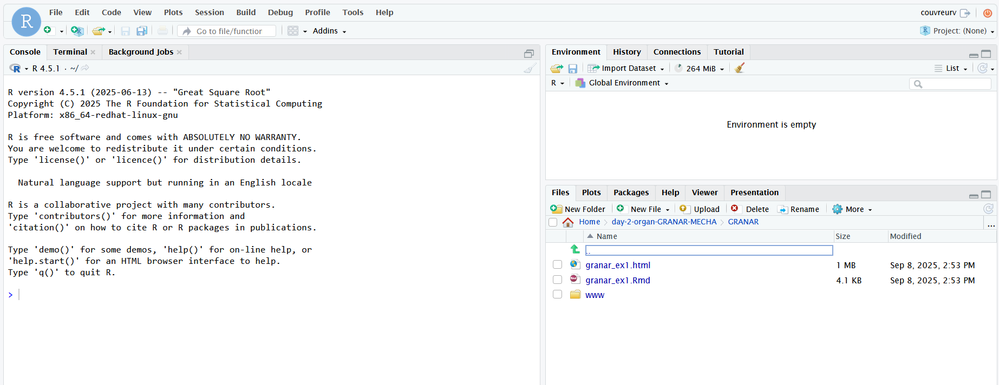 File Edit Code View Plots Session Build Debug Profile Tools Help
couvreurv
R
Go to file/function
Addins
Project: (None)
Console Terminal Background Jobs
R 4.5.1 · ~/
R version 4.5.1 (2025-06-13) -- "Great Square Root"
Copyright (C) 2025 The R Foundation for Statistical Computing
Platform: x86_64-redhat-linux-gnu
R is free software and comes with ABSOLUTELY NO WARRANTY.
You are welcome to redistribute it under certain conditions.
Type 'license()' or 'licence()' for distribution details.
Natural language support but running in an English locale
R is a collaborative project with many contributors.
Type 'contributors()' for more information and
'citation()' on how to cite R or R packages in publications.
Type 'demo()' for some demos, 'help()' for on-line help, or
'help.start()' for an HTML browser interface to help.
Type 'q()' to quit R.
>
Environment History Connections Tutorial
Import Dataset 264 MiB List
R Global Environment
Environment is empty
Files Plots Packages Help Viewer Presentation
New Folder New File Upload Delete Rename More
Home day-2-organ-GRANAR-MECHA GRANAR ...
Name Size Modified
..
granar_ex1.html 1 MB Sep 8, 2025, 2:53 PM
granar_ex1.Rmd 4.1 KB Sep 8, 2025, 2:53 PM
www